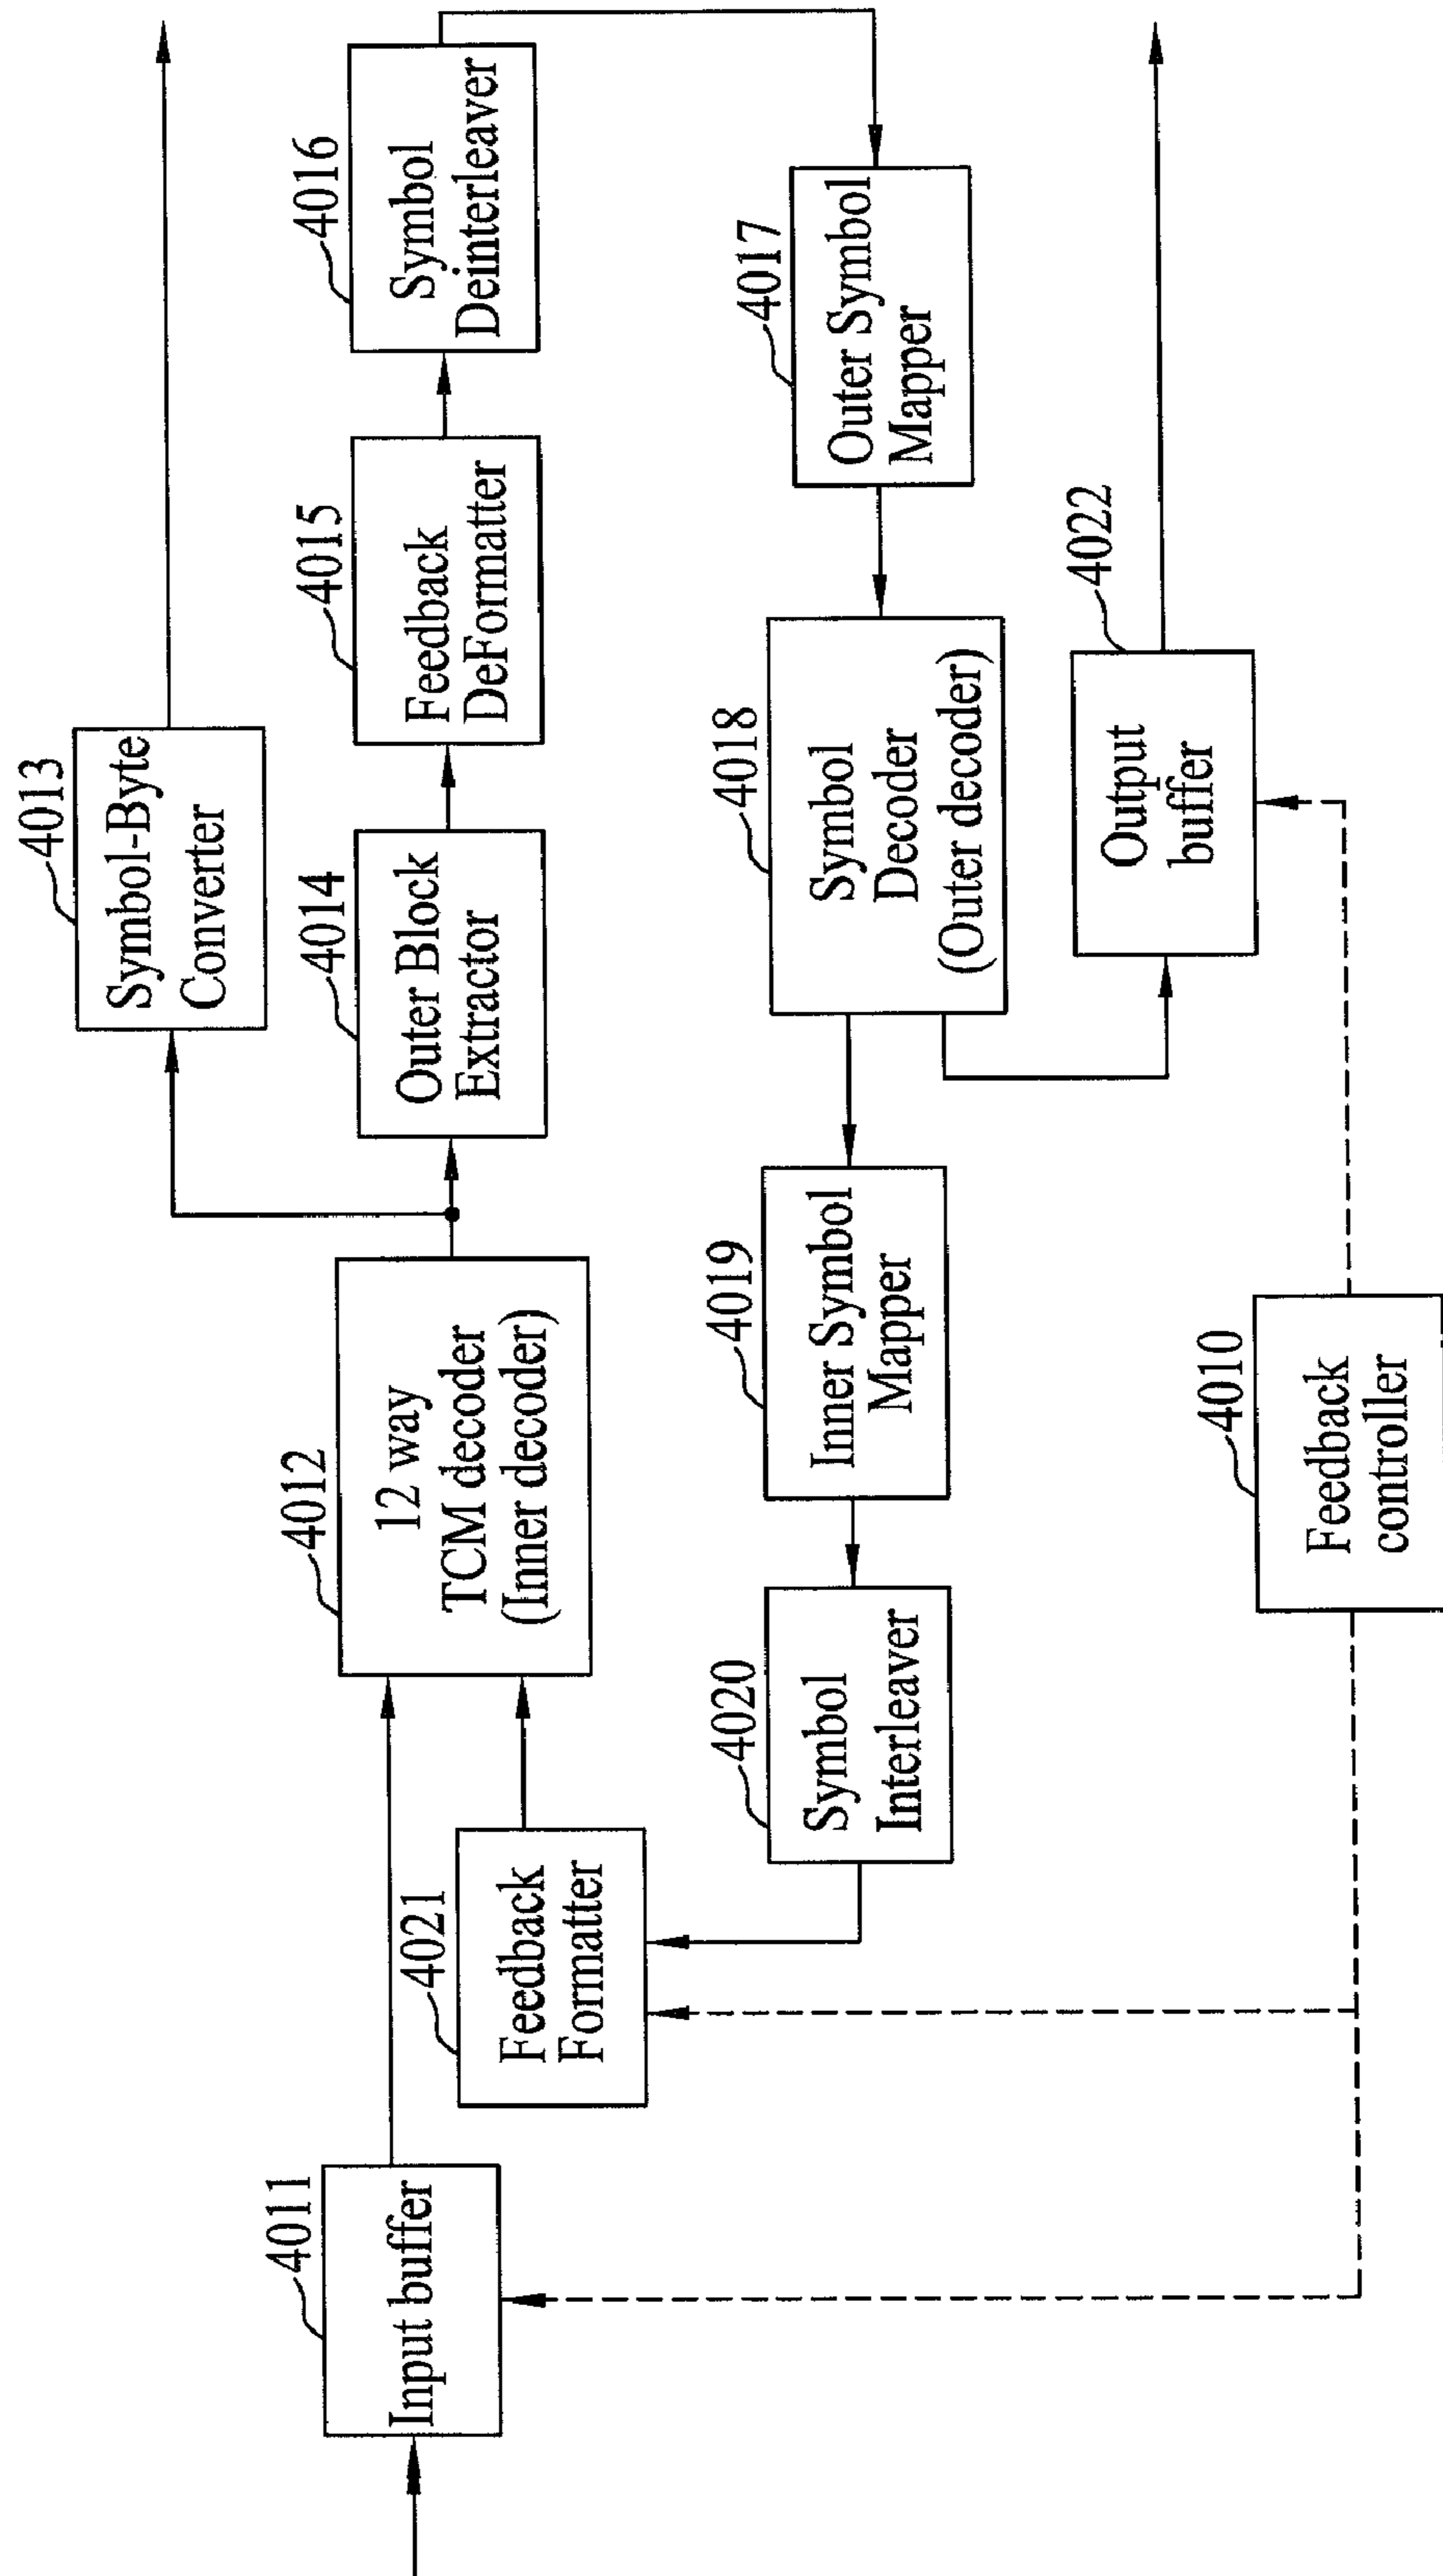 4013
Symbol-Byte
Converter
4011
Input buffer
4012
12 way
TCM decoder
(Inner decoder)
4014
Outer Block
Extractor
4015
Feedback
DeFormatter
4016
Symbol
Deinterleaver
4021
Feedback
Formatter
4020
Symbol
Interleaver
4019
Inner Symbol
Mapper
4018
Symbol
Decoder
(Outer decoder)
4017
Outer Symbol
Mapper
4022
Output
buffer
4010
Feedback
controller